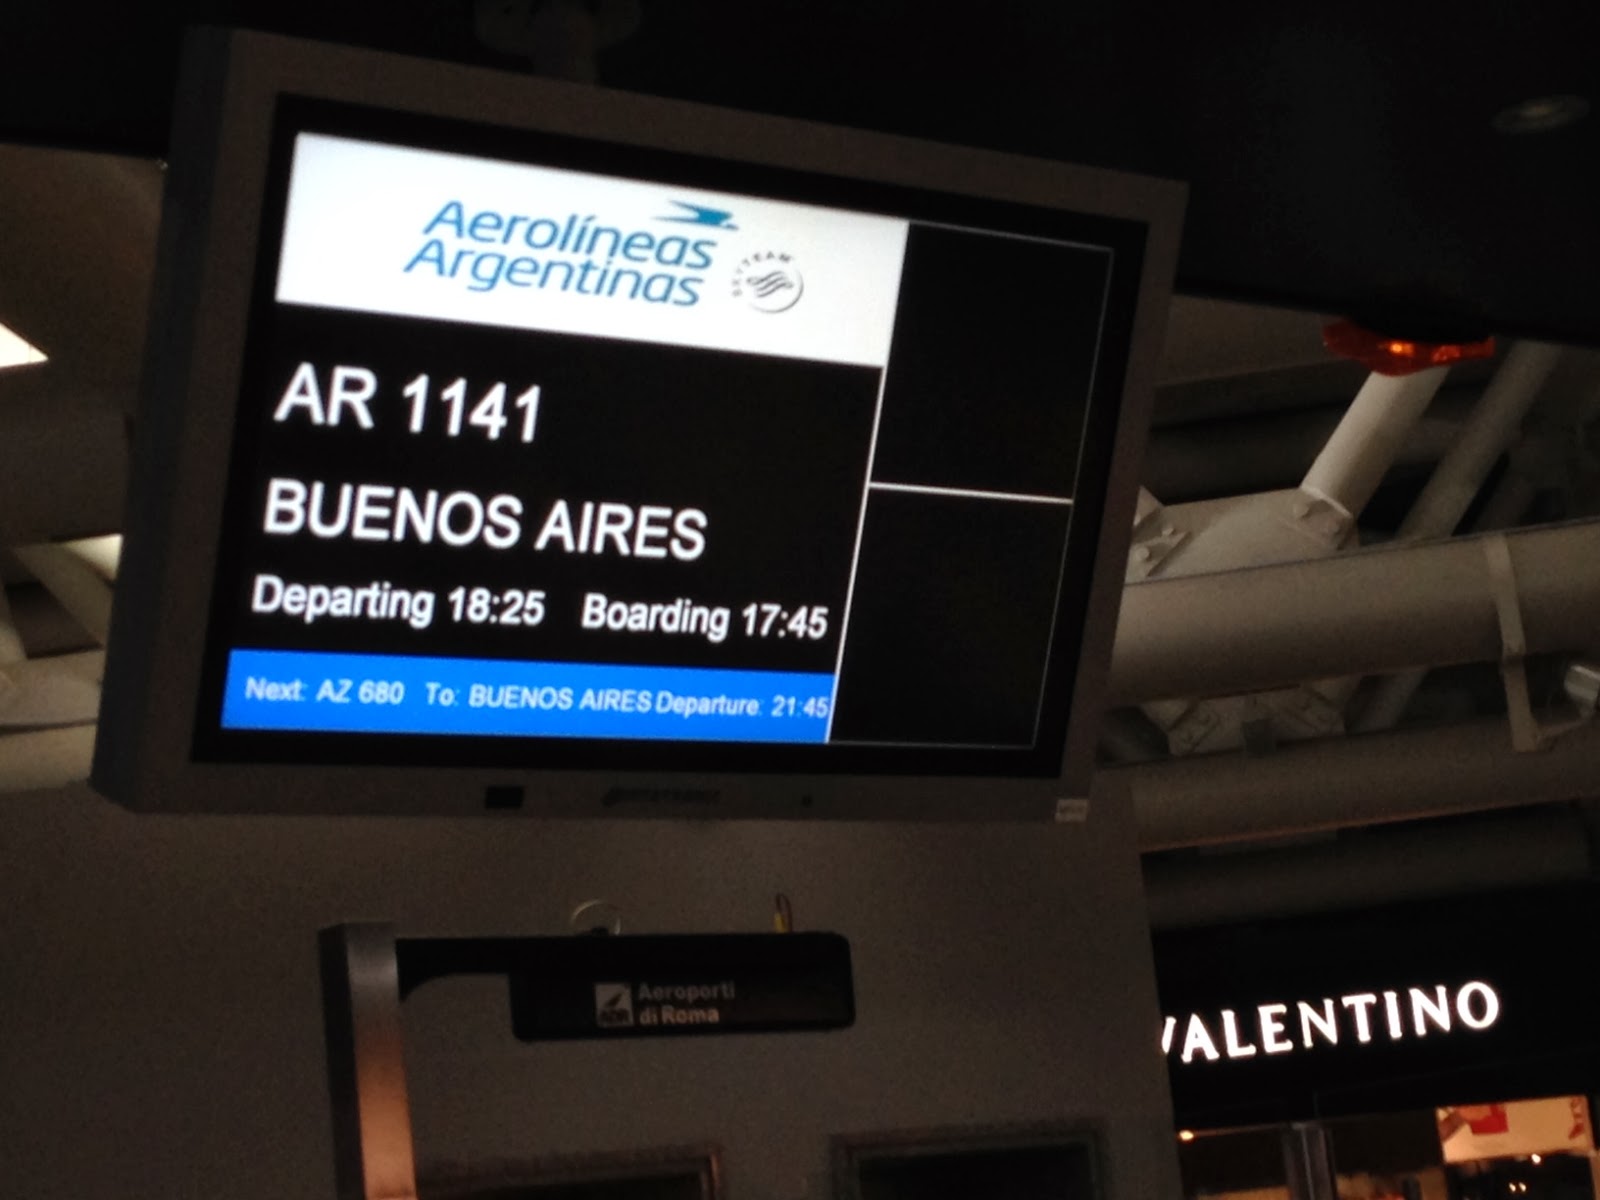 Aerolíneas
Argentinas
SKYTEAM
AR 1141
BUENOS AIRES
Departing 18:25 Boarding 17:45
Next: AZ 680 To: BUENOS AIRES Departure: 21:45
Aeroporti
di Roma
VALENTINO